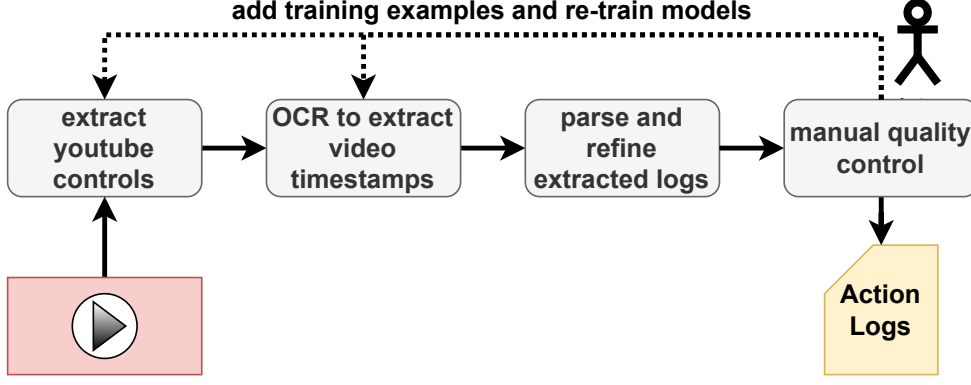 add training examples and re-train models
extract
youtube
controls
OCR to extract
video
timestamps
parse and
refine
extracted logs
manual quality
control
Action
Logs